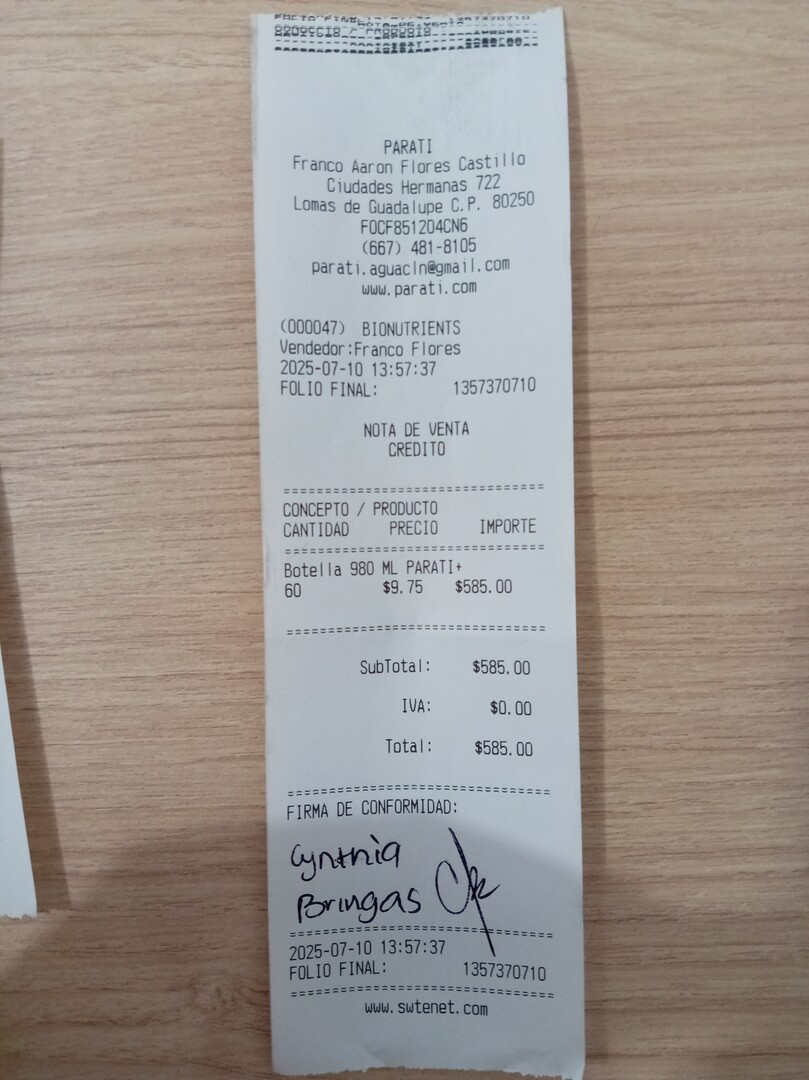 1357370710
PARATI
Franco Aaron Flores Castillo
Ciudades Hermanas 722
Lomas de Guadalupe C.P. 80250
FOCF851204CN6
(667) 481-8105
parati.aguacln@gmail.com
www.parati.com
(000047) BIONUTRIENTS
Vendedor:Franco Flores
2025-07-10 13:57:37
FOLIO FINAL: 1357370710
NOTA DE VENTA
CREDITO
==================================
CONCEPTO / PRODUCTO
CANTIDAD PRECIO IMPORTE
==================================
Botella 980 ML PARATI+
60 $9.75 $585.00
==================================
SubTotal: $585.00
IVA: $0.00
Total: $585.00
==================================
FIRMA DE CONFORMIDAD:
Cynthia
Bringas
==================================
2025-07-10 13:57:37
FOLIO FINAL: 1357370710
==================================
www.swtenet.com